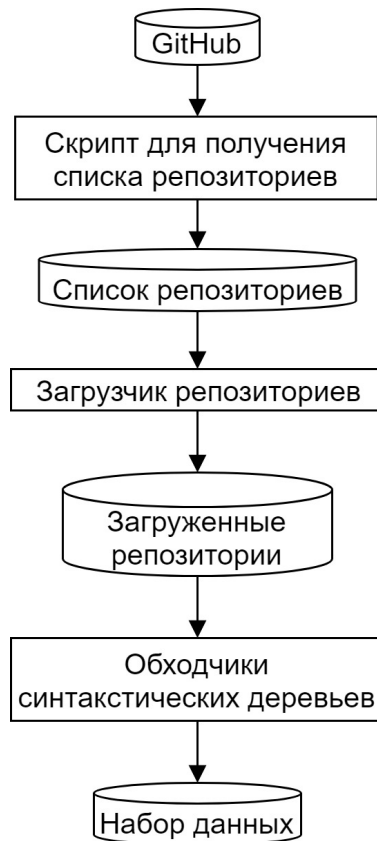 GitHub
Скрипт для получения
списка репозиториев
Список репозиториев
Загрузчик репозиториев
Загруженные
репозитории
Обходчики
синтакстических деревьев
Набор данных